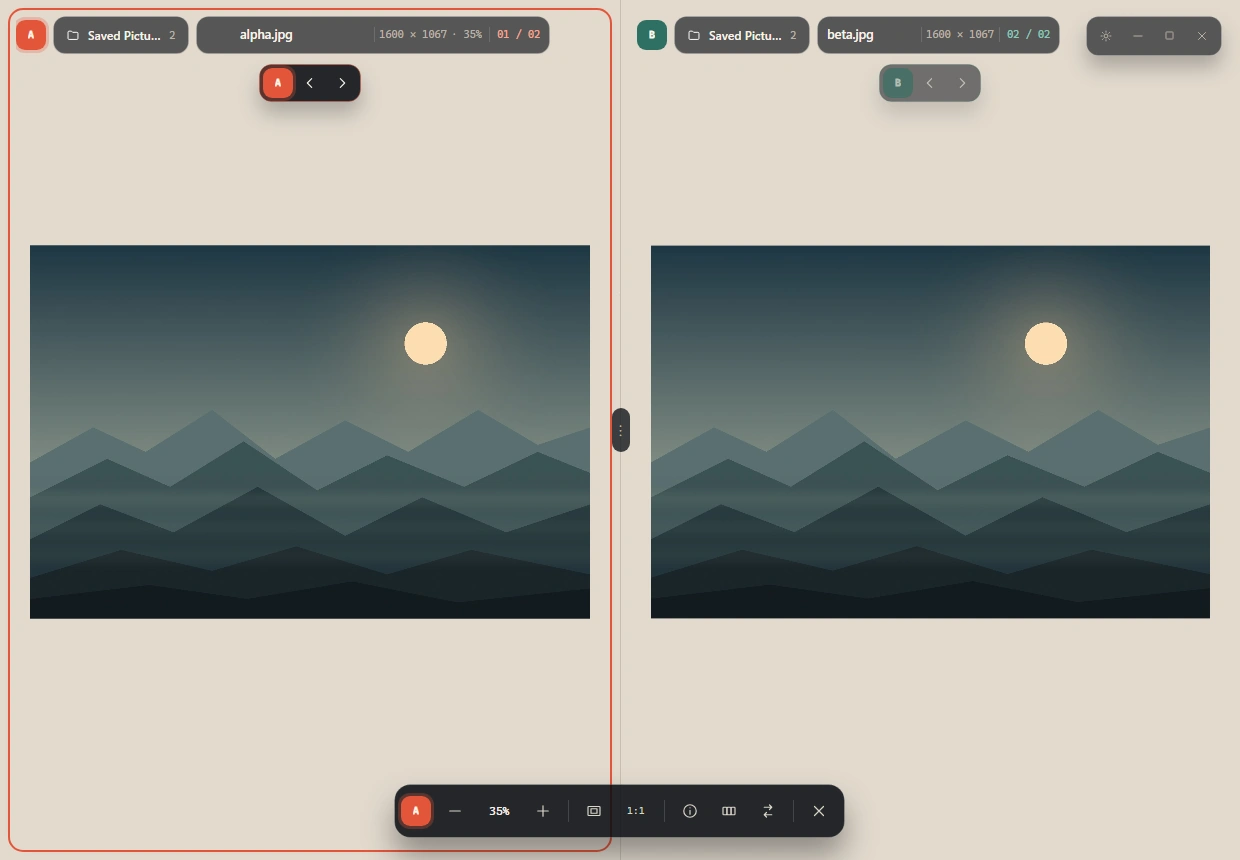 A Saved Pictu... 2 alpha.jpg 1600 × 1067 · 35% 01 / 02
B Saved Pictu... 2 beta.jpg 1600 × 1067 02 / 02
A
B
A 35% 1:1